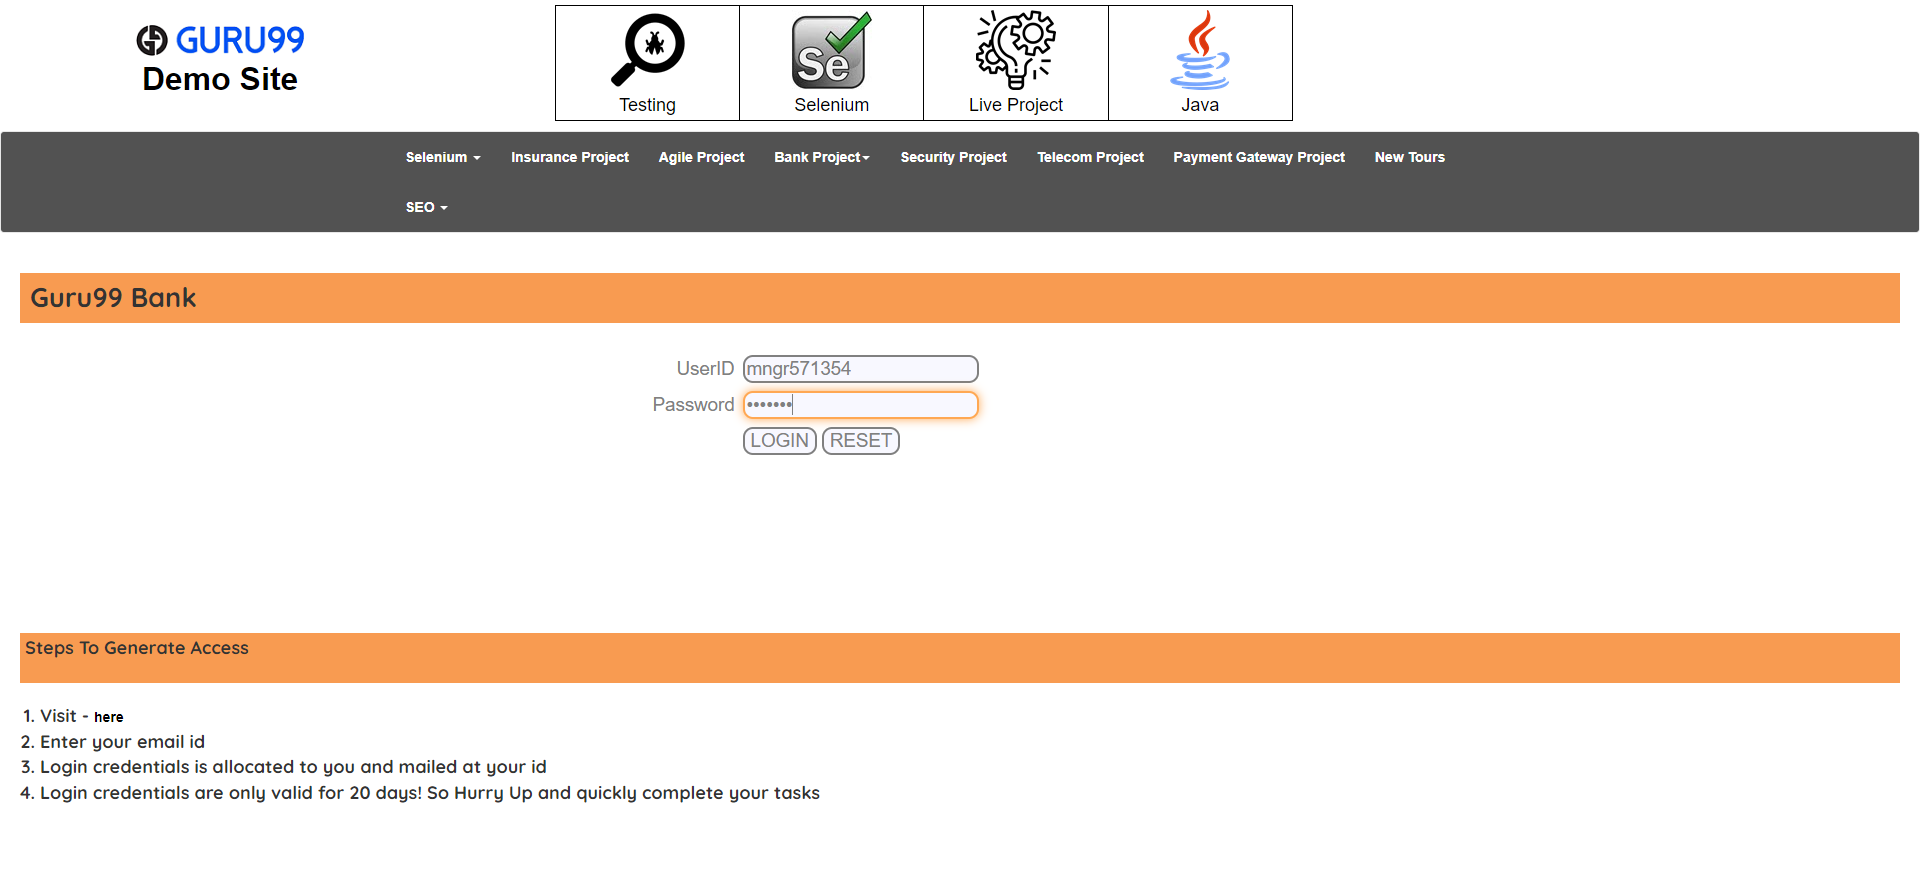 GURU99
Demo Site
Se
Testing
Selenium
Live Project
Java
Selenium
Insurance Project
Agile Project
Bank Project
Security Project
Telecom Project
Payment Gateway Project
New Tours
SEO
Guru99 Bank
UserID mngr571354
Password •••••••
LOGIN RESET
Steps To Generate Access
1. Visit - here
2. Enter your email id
3. Login credentials is allocated to you and mailed at your id
4. Login credentials are only valid for 20 days! So Hurry Up and quickly complete your tasks